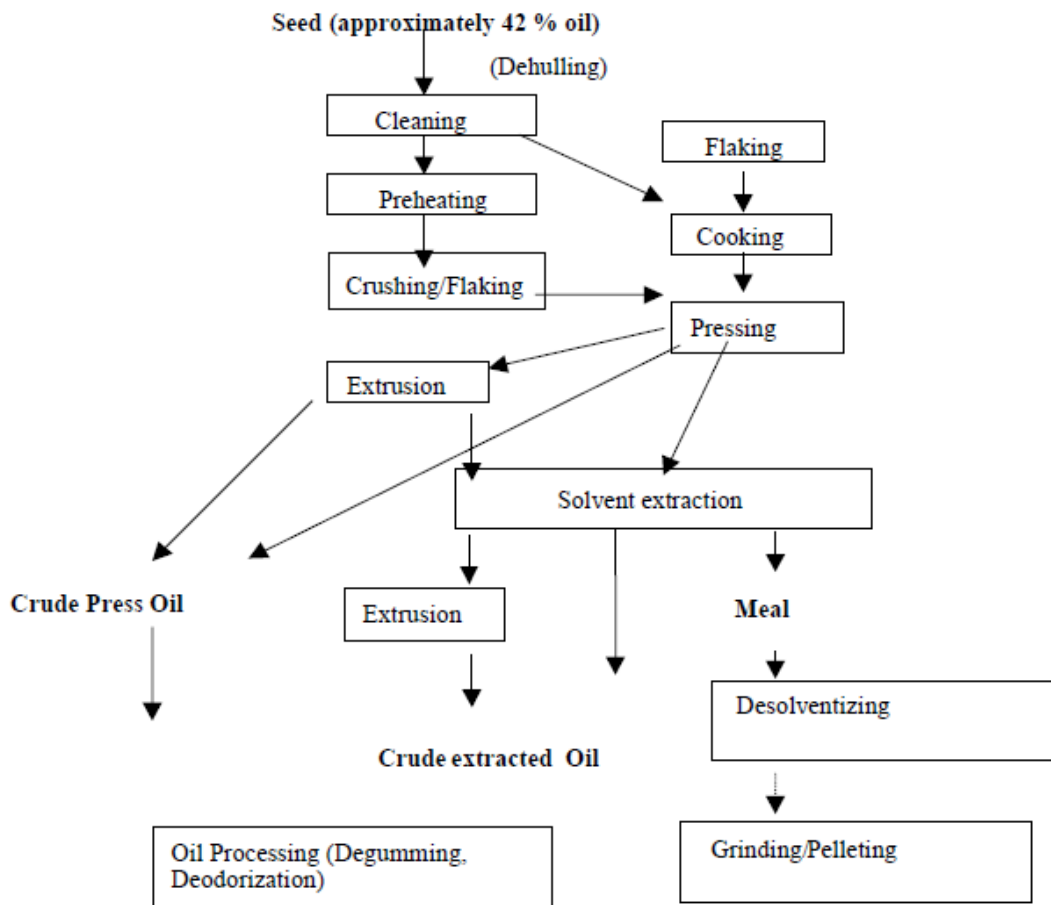 Seed (approximately 42 % oil)
(Dehulling)
Cleaning
Flaking
Preheating
Cooking
Crushing/Flaking
Pressing
Extrusion
Solvent extraction
Crude Press Oil
Extrusion
Meal
Desolventizing
Crude extracted Oil
Oil Processing (Degumming,
Deodorization)
Grinding/Pelleting